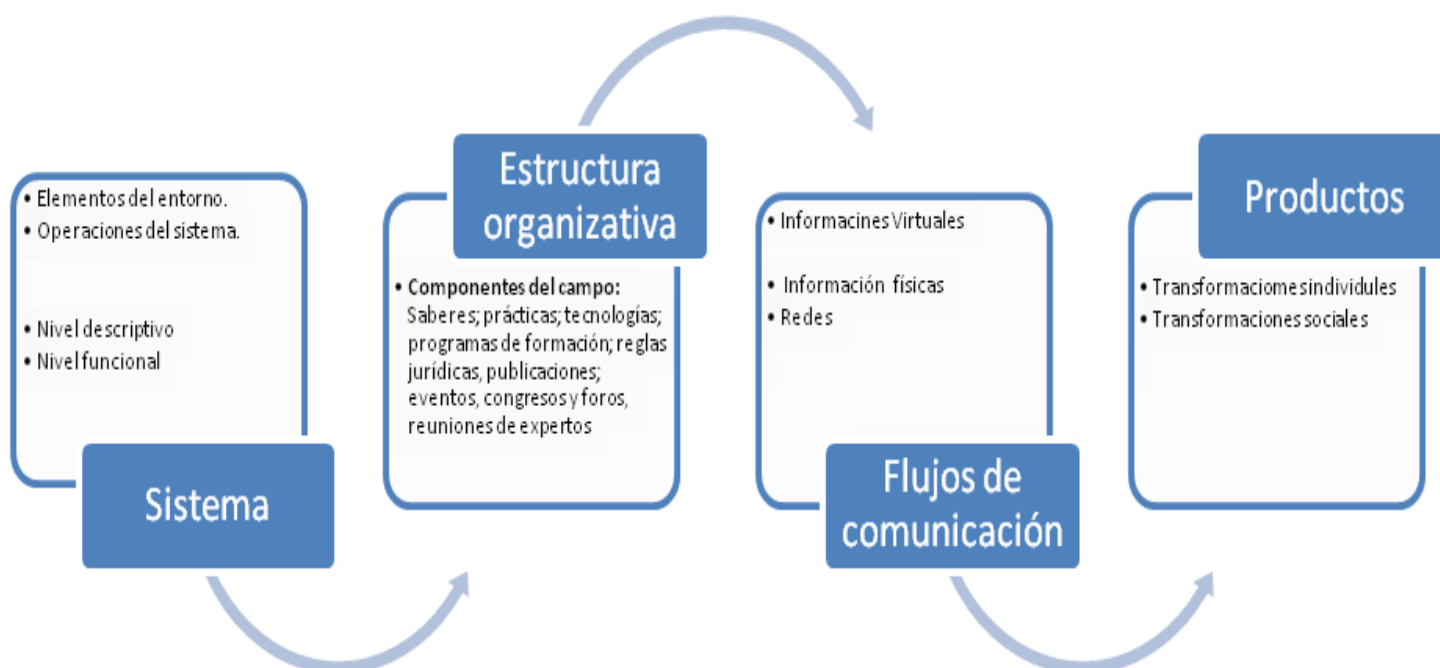 • Elementos del entorno.
• Operaciones del sistema.
• Nivel descriptivo
• Nivel funcional
Sistema
Estructura
organizativa
• Componentes del campo:
Saberes; prácticas; tecnologías;
programas de formación; reglas
jurídicas, publicaciones;
eventos, congresos y foros,
reuniones de expertos
• Informacines Virtuales
• Información físicas
• Redes
Flujos de
comunicación
Productos
• Transformaciomesindividules
• Transformaciones sociales